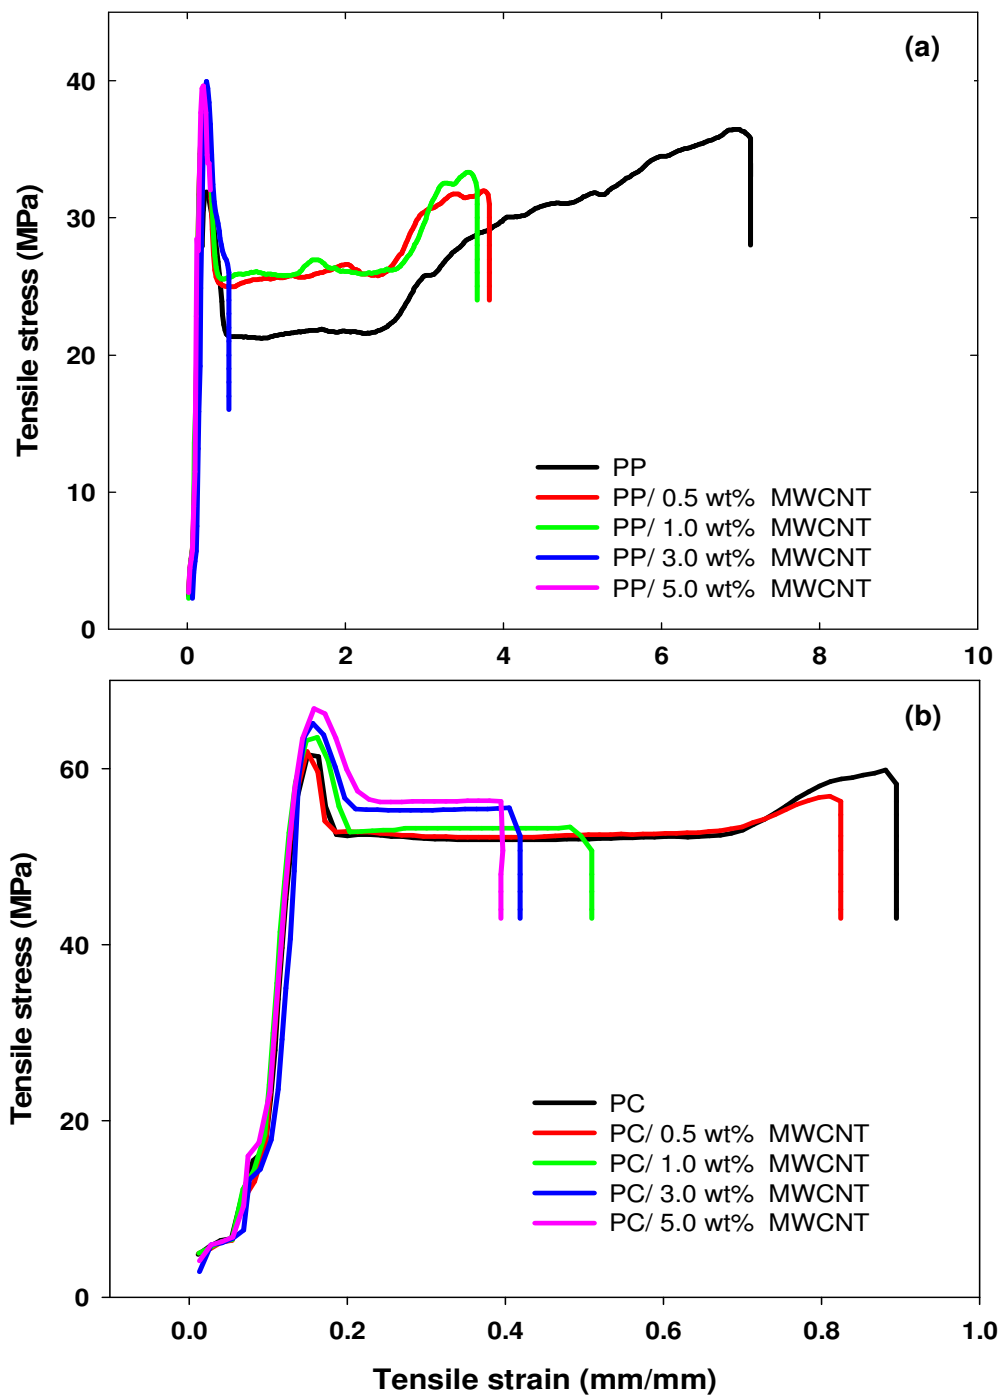 (a)
40
30
20
10
0
Tensile stress (MPa)
PP
PP/ 0.5 wt%  MWCNT
PP/ 1.0 wt%  MWCNT
PP/ 3.0 wt%  MWCNT
PP/ 5.0 wt%  MWCNT
0 2 4 6 8 10
(b)
60
40
20
0
Tensile stress (MPa)
PC
PC/ 0.5 wt%  MWCNT
PC/ 1.0 wt%  MWCNT
PC/ 3.0 wt%  MWCNT
PC/ 5.0 wt%  MWCNT
0.0 0.2 0.4 0.6 0.8 1.0
Tensile strain (mm/mm)